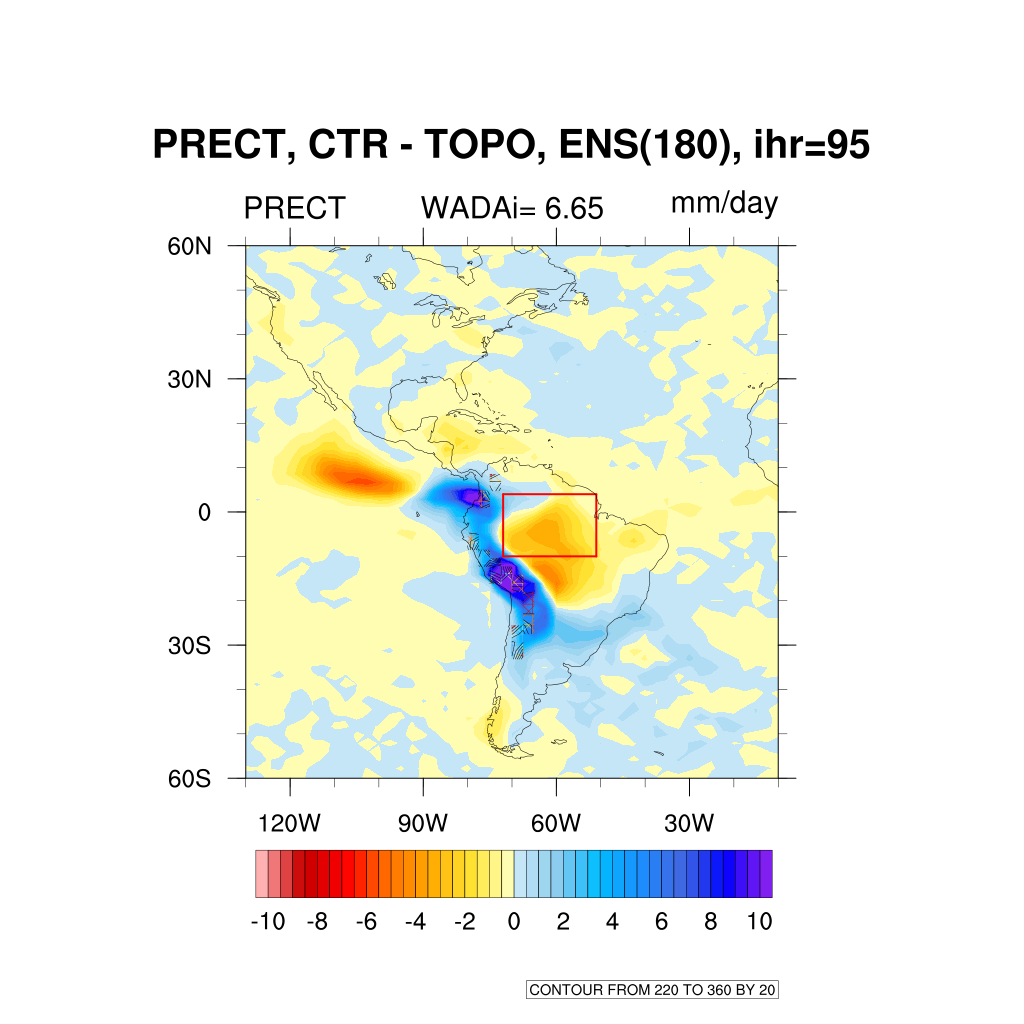 PRECT, CTR - TOPO, ENS(180), ihr=95
PRECT WADAi= 6.65 mm/day
60N
30N
0
30S
60S
120W 90W 60W 30W
-10 -8 -6 -4 -2 0 2 4 6 8 10
CONTOUR FROM 220 TO 360 BY 20